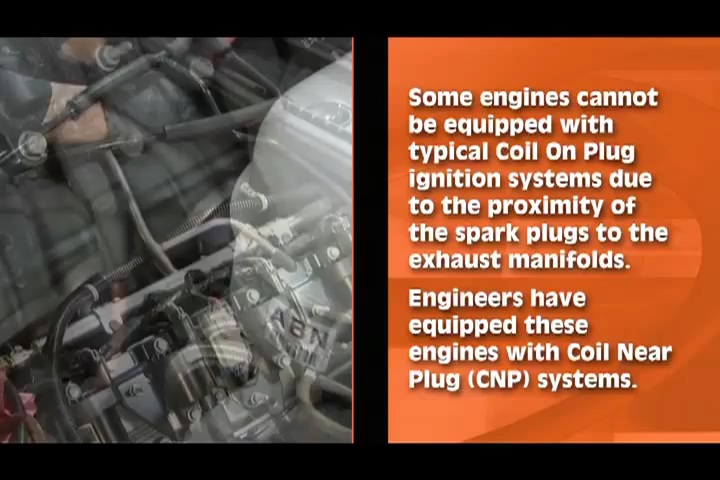 Some engines cannot
be equipped with
typical Coil On Plug
ignition systems due
to the proximity of
the spark plugs to the
exhaust manifolds.
Engineers have
equipped these
engines with Coil Near
Plug (CNP) systems.
ABN